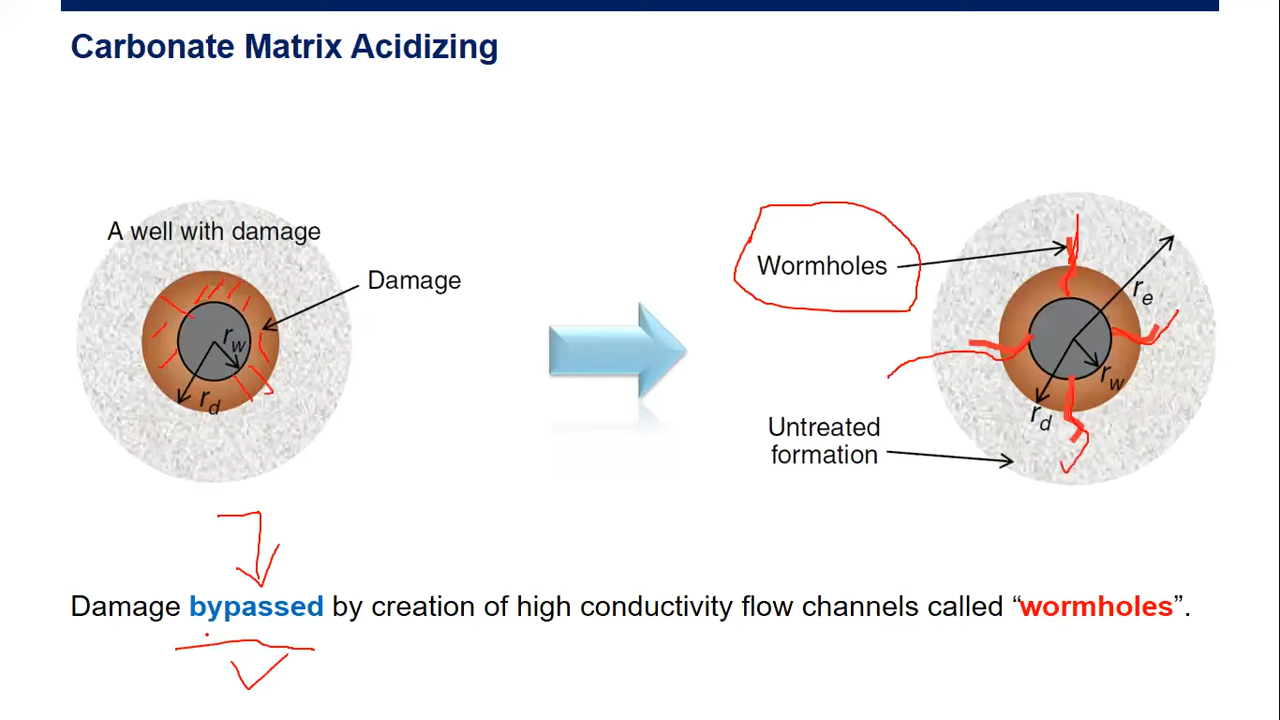 Carbonate Matrix Acidizing
A well with damage
Damage
r_w
r_d
Wormholes
r_e
r_w
r_d
Untreated
formation
Damage bypassed by creation of high conductivity flow channels called “wormholes”.